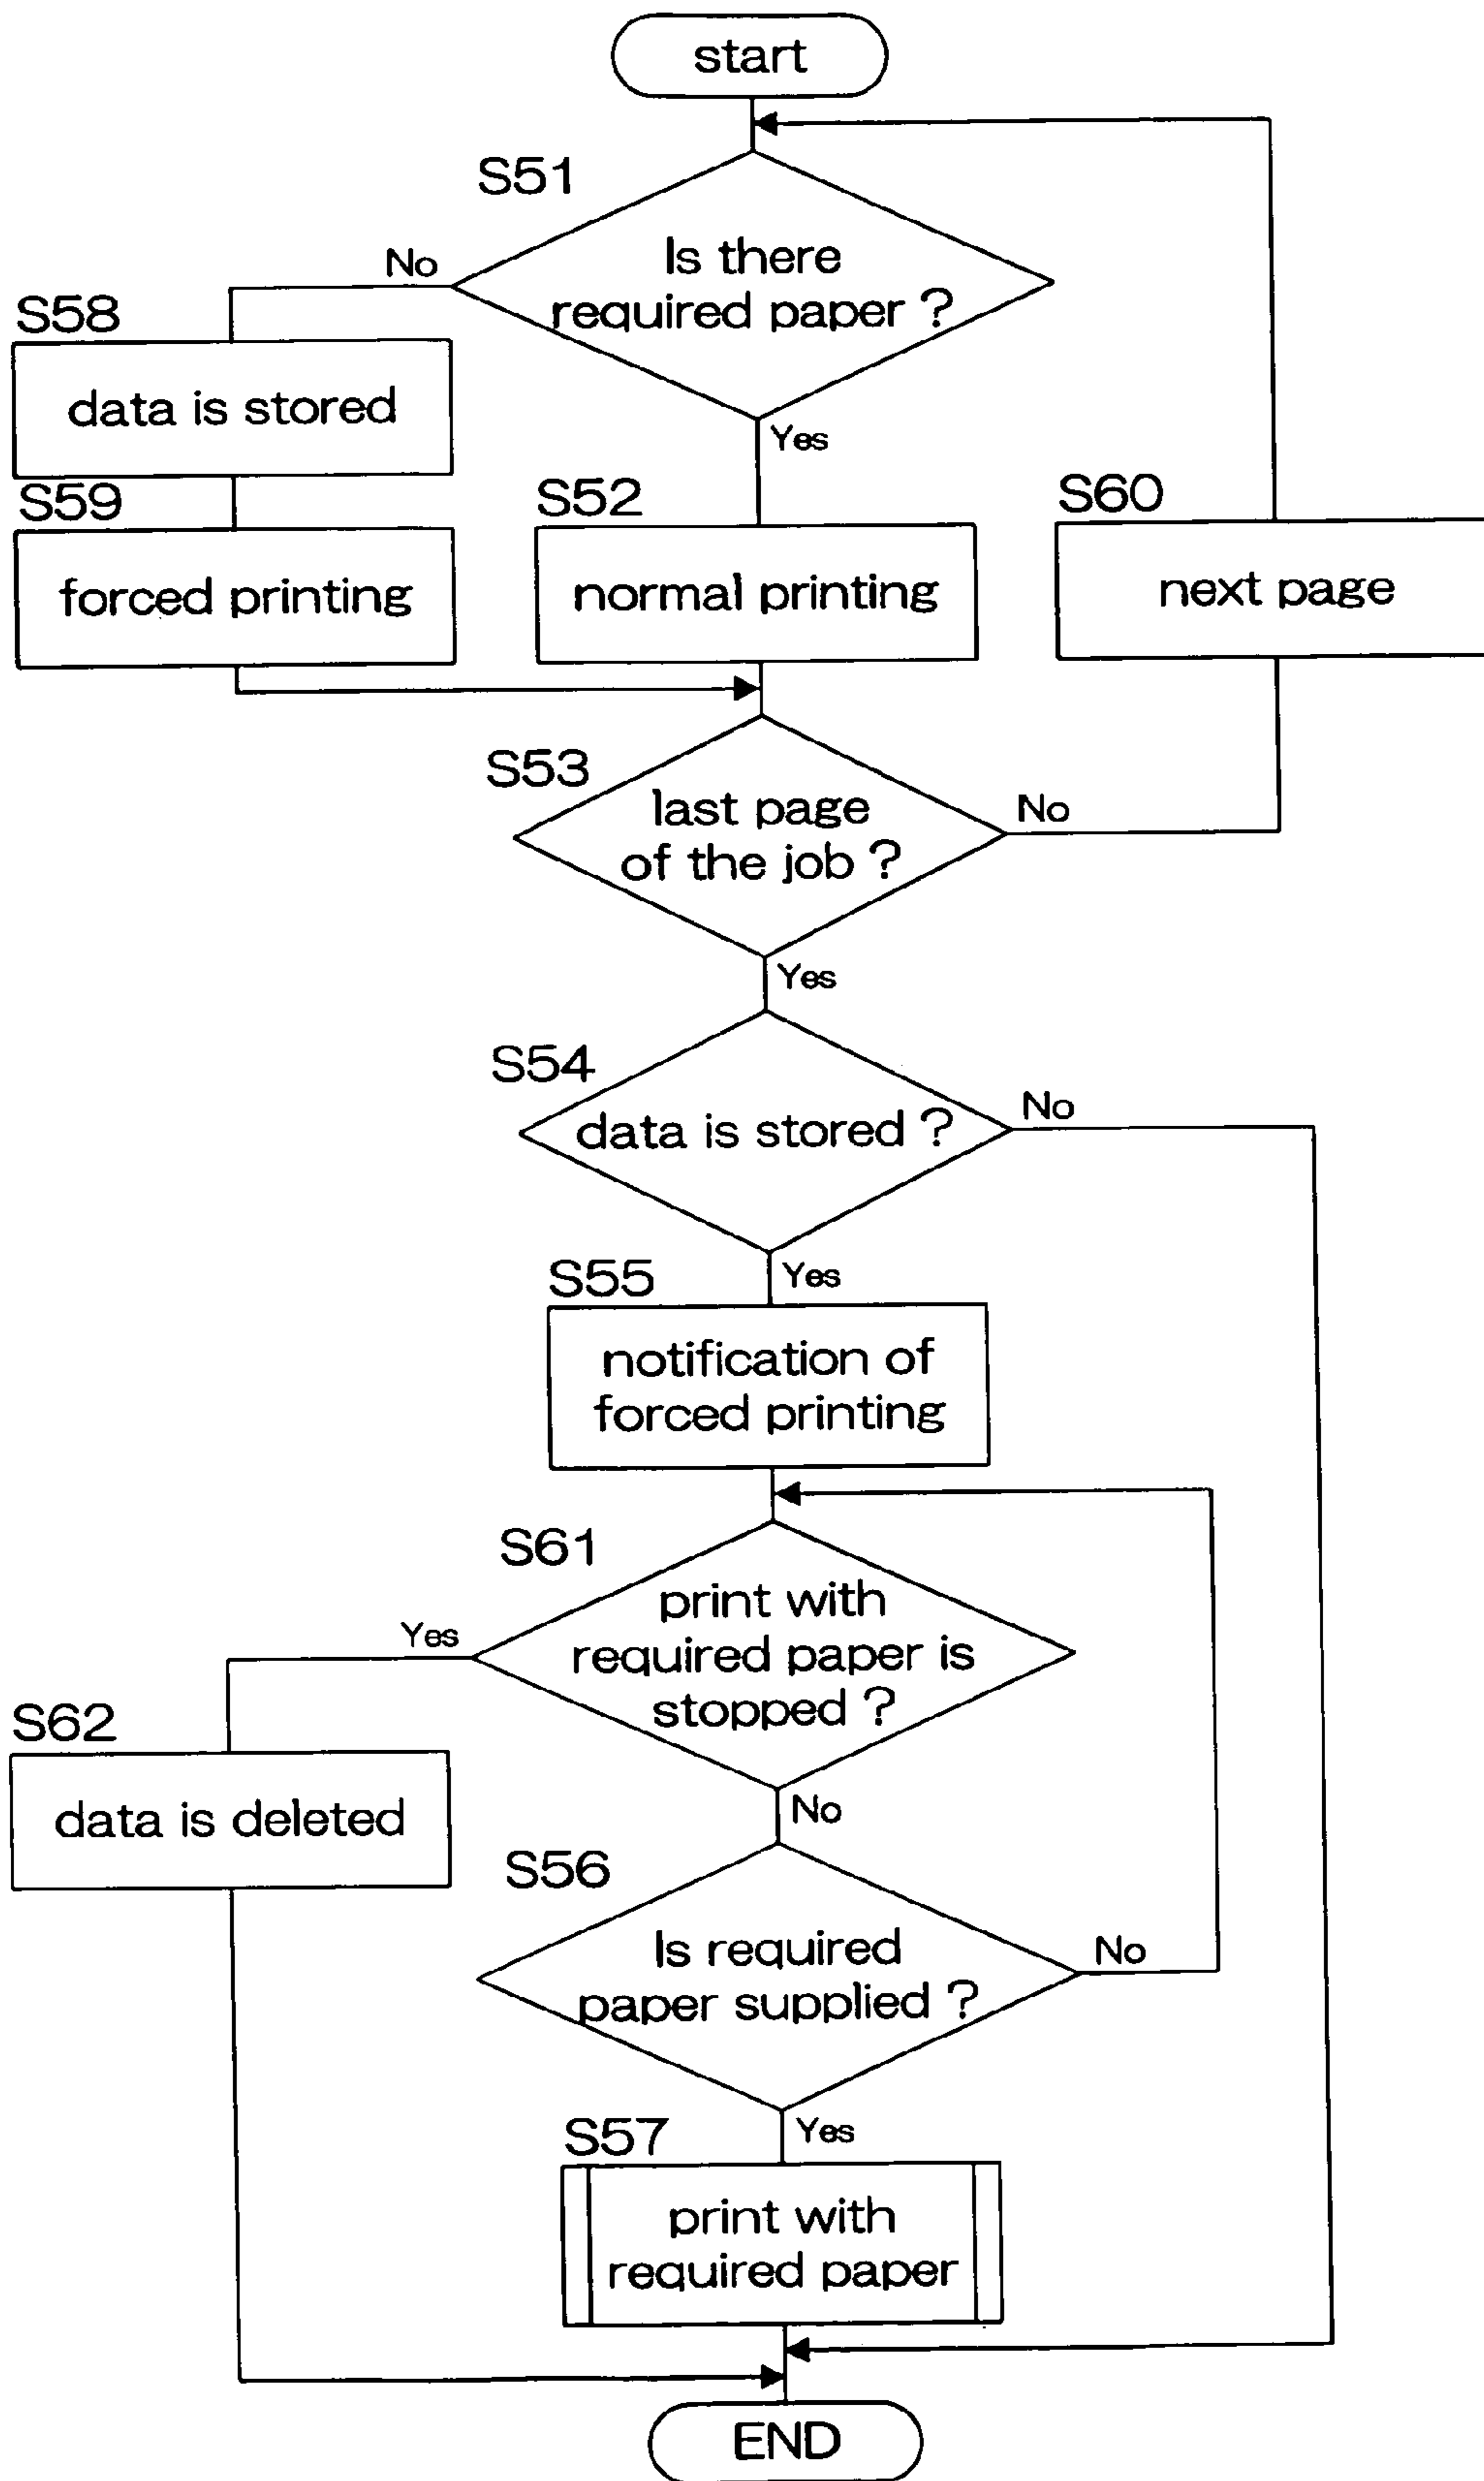 start
S51
Is there
required paper ?
No
Yes
S58
data is stored
S59
forced printing
S52
normal printing
S60
next page
S53
last page
of the job ?
No
Yes
S54
data is stored ?
No
Yes
S55
notification of
forced printing
S61
print with
required paper is
stopped ?
Yes
No
S62
data is deleted
S56
Is required
paper supplied ?
No
Yes
S57
print with
required paper
END